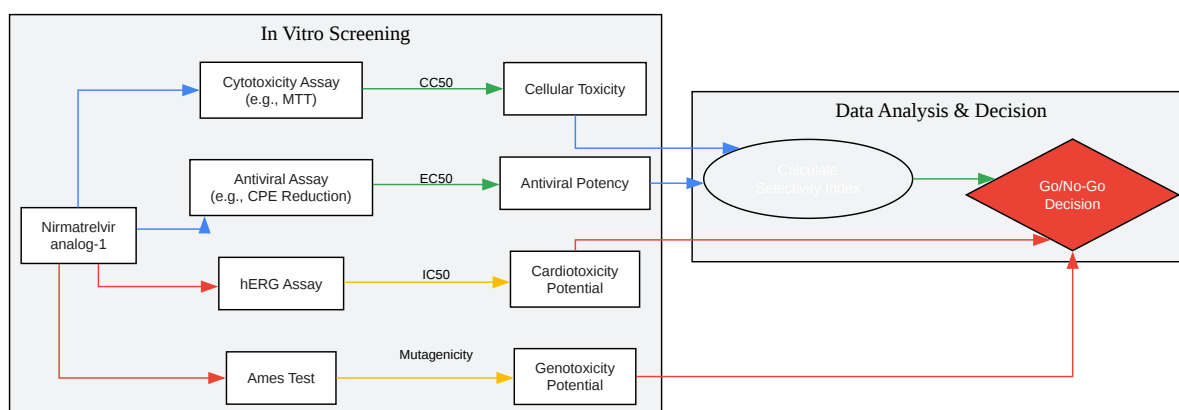 In Vitro Screening
Cytotoxicity Assay
(e.g., MTT)
CC50
Cellular Toxicity
Data Analysis & Decision
Antiviral Assay
(e.g., CPE Reduction)
EC50
Antiviral Potency
Calculate
Selectivity Index
Go/No-Go
Decision
Nirmatrelvir
analog-1
hERG Assay
IC50
Cardiotoxicity
Potential
Ames Test
Mutagenicity
Genotoxicity
Potential